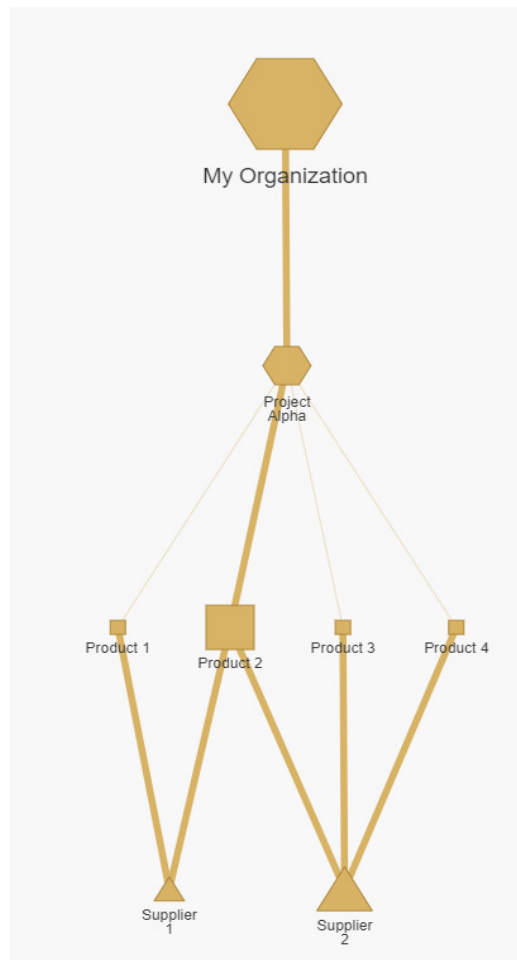 My Organization
Project
Alpha
Product 1
Product 2
Product 3
Product 4
Supplier
1
Supplier
2